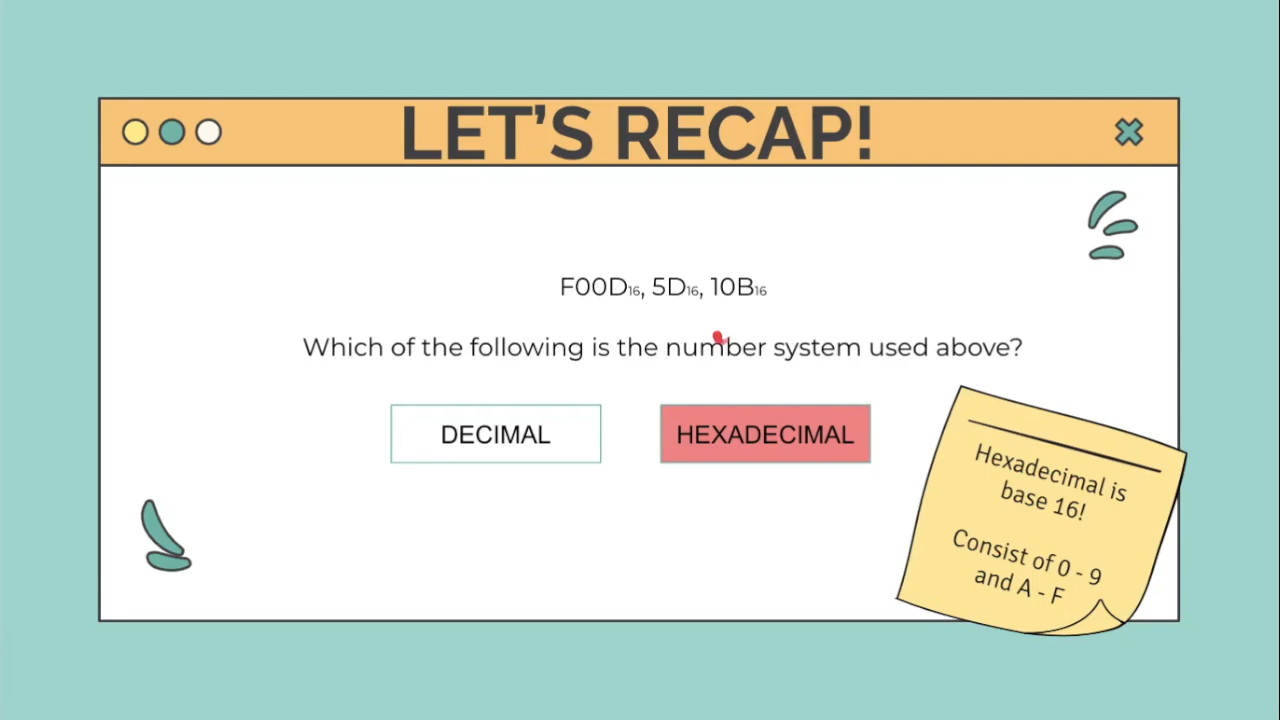 LET'S RECAP!
F00D₁₆, 5D₁₆, 10B₁₆
Which of the following is the number system used above?
DECIMAL
HEXADECIMAL
Hexadecimal is
base 16!
Consist of 0 - 9
and A - F